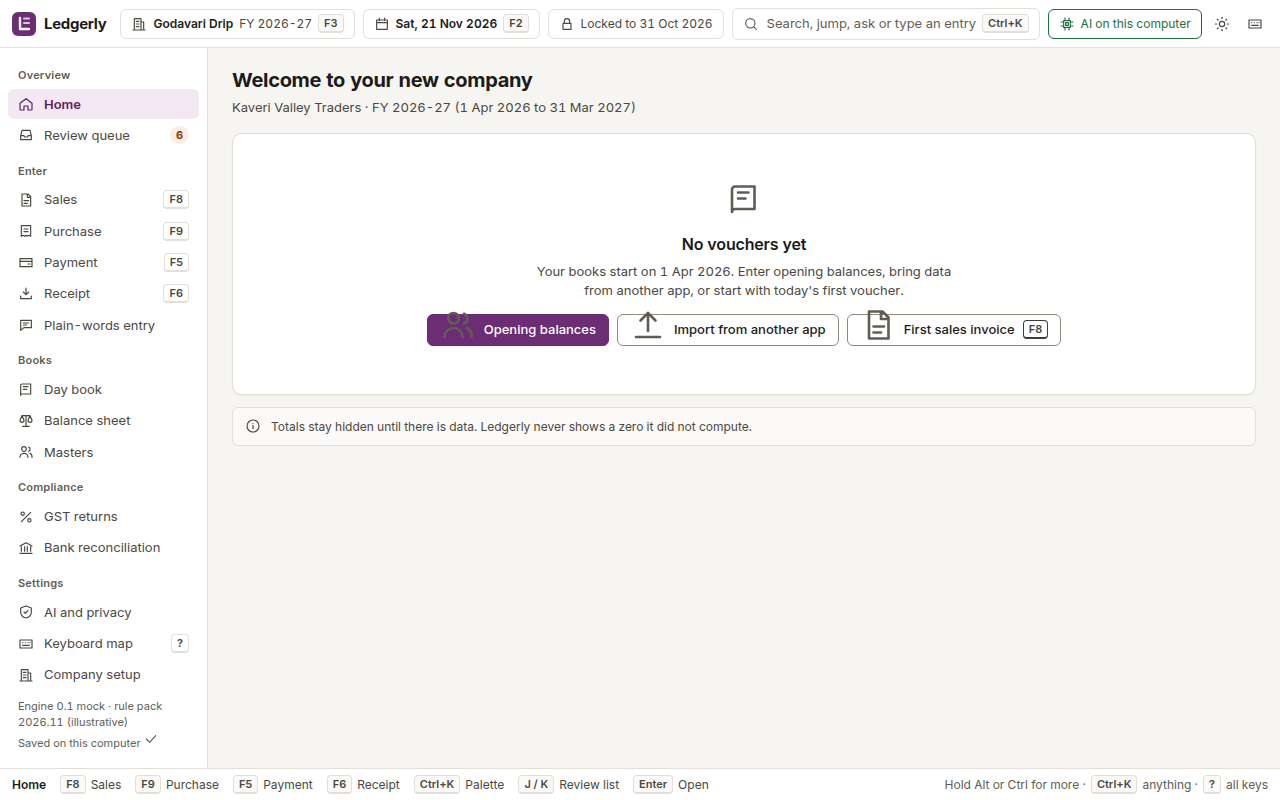 Ledgerly
Godavari Drip FY 2026-27 F3
Sat, 21 Nov 2026 F2
Locked to 31 Oct 2026
Search, jump, ask or type an entry Ctrl+K
AI on this computer
Overview
Home
Review queue 6
Enter
Sales F8
Purchase F9
Payment F5
Receipt F6
Plain-words entry
Books
Day book
Balance sheet
Masters
Compliance
GST returns
Bank reconciliation
Settings
AI and privacy
Keyboard map ?
Company setup
Engine 0.1 mock · rule pack
2026.11 (illustrative)
Saved on this computer
Welcome to your new company
Kaveri Valley Traders · FY 2026-27 (1 Apr 2026 to 31 Mar 2027)
No vouchers yet
Your books start on 1 Apr 2026. Enter opening balances, bring data
from another app, or start with today's first voucher.
Opening balances
Import from another app
First sales invoice F8
Totals stay hidden until there is data. Ledgerly never shows a zero it did not compute.
Home F8 Sales F9 Purchase F5 Payment F6 Receipt Ctrl+K Palette J / K Review list Enter Open
Hold Alt or Ctrl for more · Ctrl+K anything · ? all keys